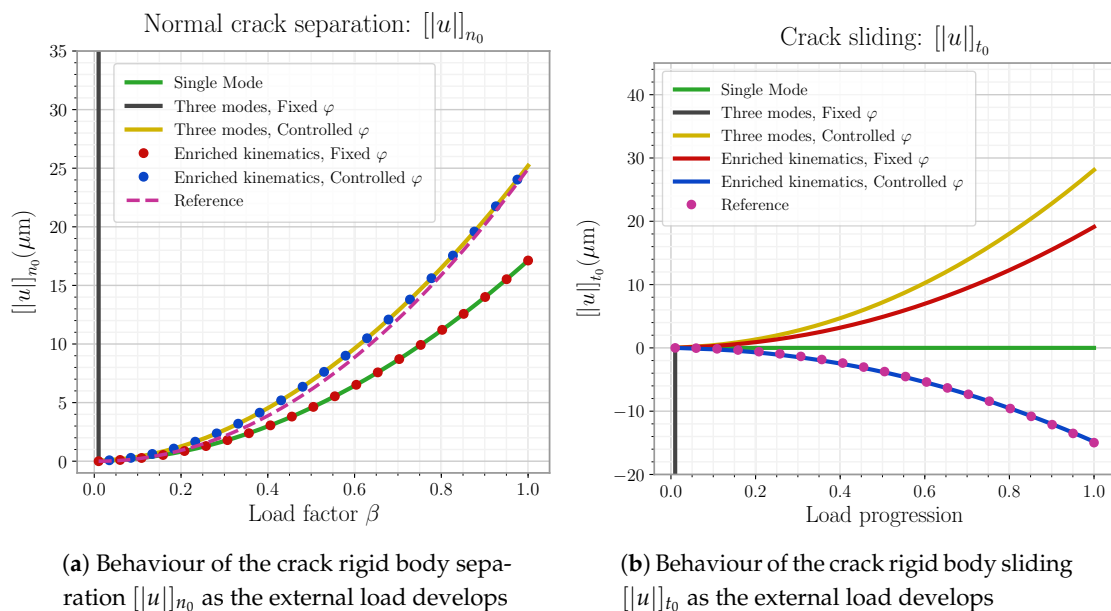 Normal crack separation: [|u|]_{n_0}
35
30
25
20
15
10
5
0
[|u|]_{n_0}(μm)
Single Mode
Three modes, Fixed φ
Three modes, Controlled φ
Enriched kinematics, Fixed φ
Enriched kinematics, Controlled φ
Reference
0.0 0.2 0.4 0.6 0.8 1.0
Load factor β
(a) Behaviour of the crack rigid body sepa-
ration [|u|]_{n_0} as the external load develops
Crack sliding: [|u|]_{t_0}
40
30
20
10
0
−10
−20
[|u|]_{t_0}(μm)
Single Mode
Three modes, Fixed φ
Three modes, Controlled φ
Enriched kinematics, Fixed φ
Enriched kinematics, Controlled φ
Reference
0.0 0.2 0.4 0.6 0.8 1.0
Load progression
(b) Behaviour of the crack rigid body sliding
[|u|]_{t_0} as the external load develops